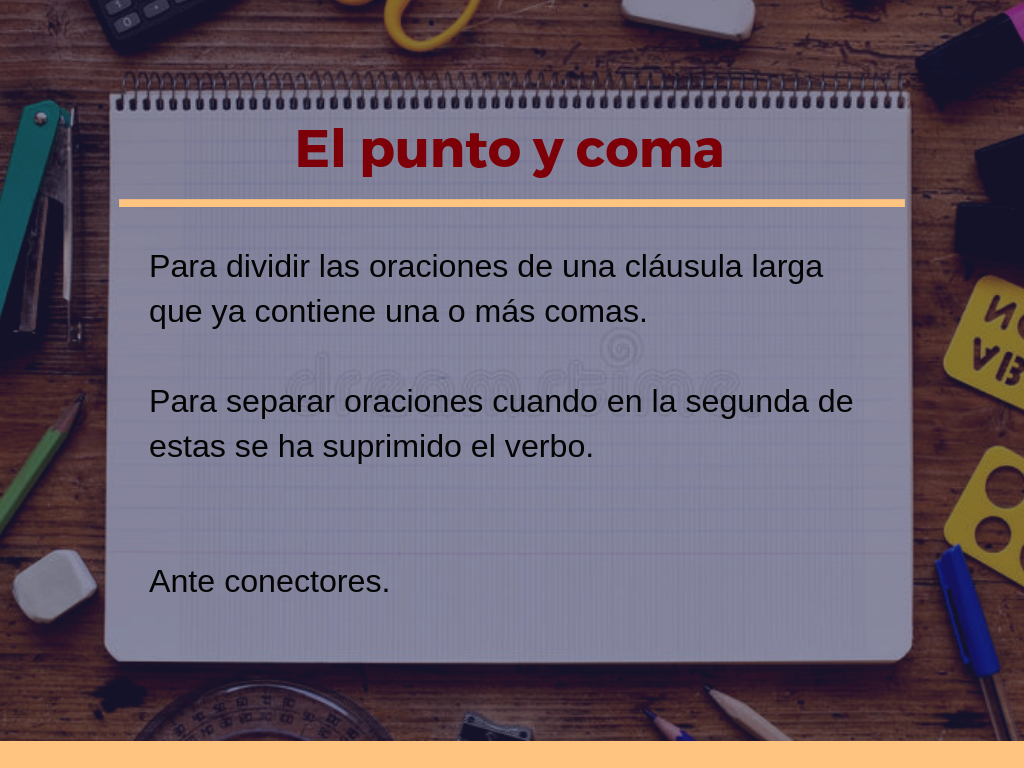 El punto y coma
Para dividir las oraciones de una cláusula larga
que ya contiene una o más comas.
dreamstime
Para separar oraciones cuando en la segunda de
estas se ha suprimido el verbo.
Ante conectores.